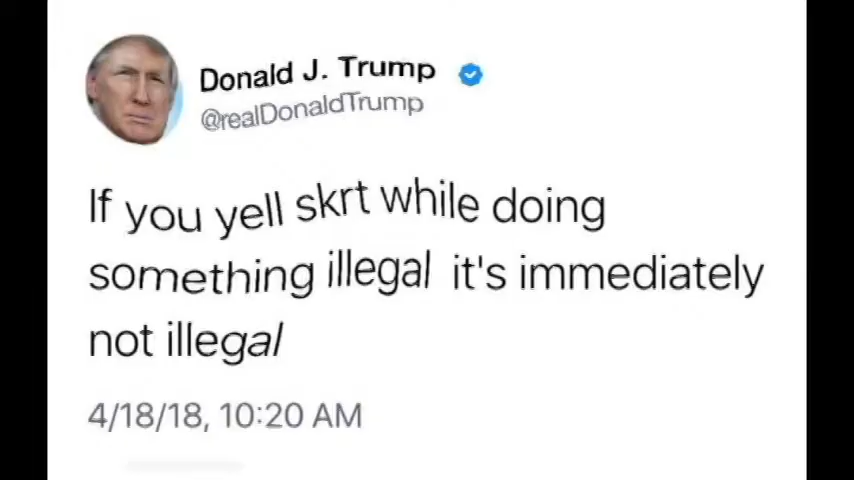 Donald J. Trump
@realDonaldTrump
If you yell skrt while doing
something illegal it's immediately
not illegal
4/18/18, 10:20 AM